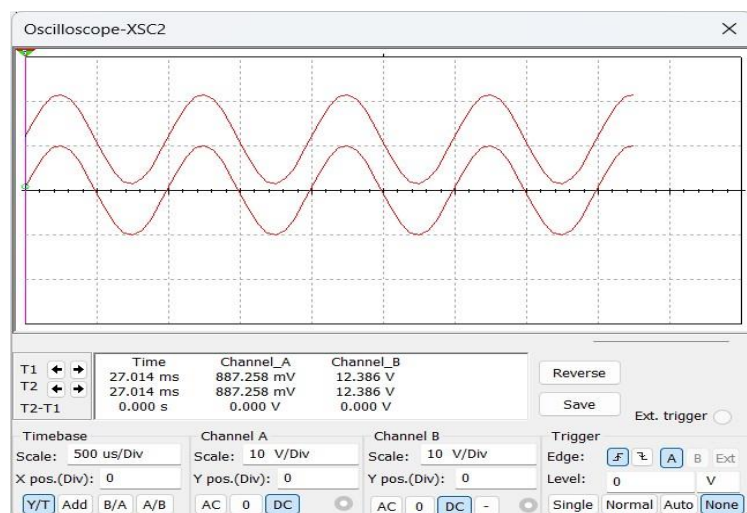 Oscilloscope-XSC2
Time Channel_A Channel_B
T1 27.014 ms 887.258 mV 12.386 V
T2 27.014 ms 887.258 mV 12.386 V
T2-T1 0.000 s 0.000 V 0.000 V
Reverse
Save
Ext. trigger
Timebase
Scale: 500 us/Div
X pos.(Div): 0
Y/T Add B/A A/B
Channel A
Scale: 10 V/Div
Y pos.(Div): 0
AC 0 DC
Channel B
Scale: 10 V/Div
Y pos.(Div): 0
AC 0 DC -
Trigger
Edge: A B Ext
Level: 0 V
Single Normal Auto None